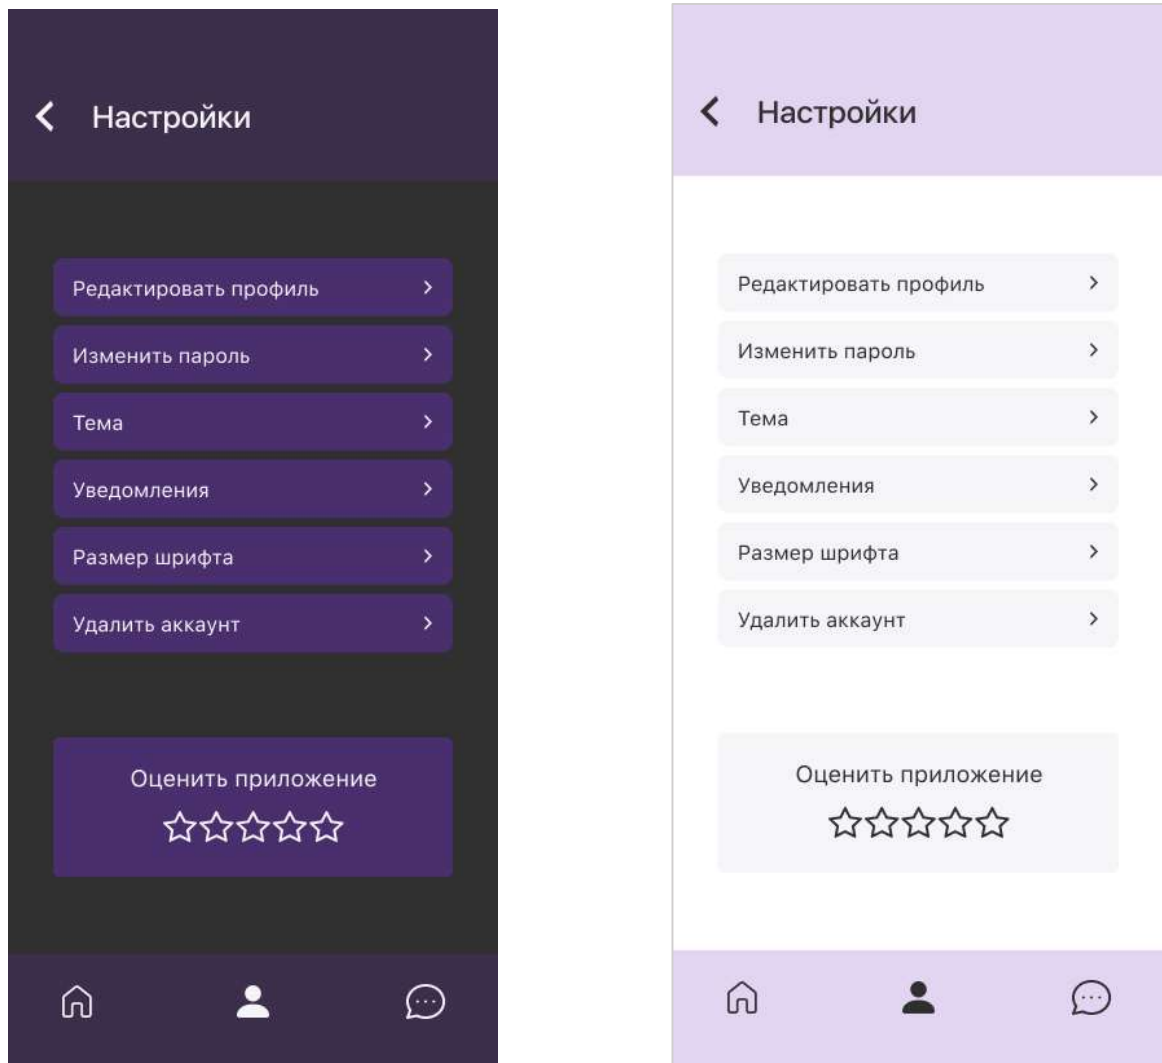 Настройки
Редактировать профиль
Изменить пароль
Тема
Уведомления
Размер шрифта
Удалить аккаунт
Оценить приложение
Настройки
Редактировать профиль
Изменить пароль
Тема
Уведомления
Размер шрифта
Удалить аккаунт
Оценить приложение